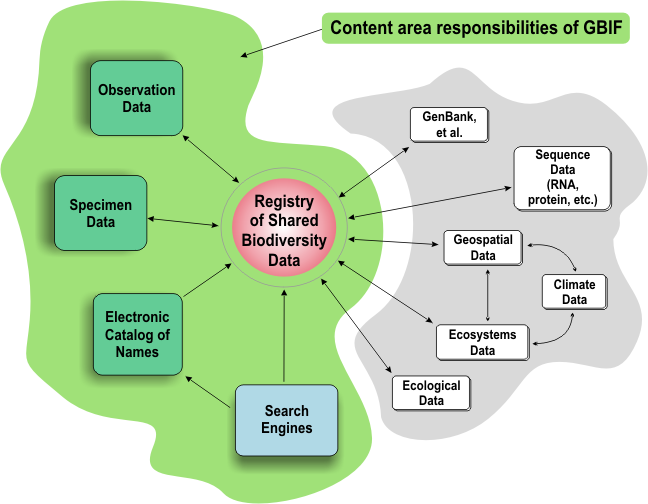 Content area responsibilities of GBIF
Observation
Data
GenBank,
et al.
Sequence
Data
(RNA,
protein, etc.)
Specimen
Data
Registry
of Shared
Biodiversity
Data
Geospatial
Data
Climate
Data
Electronic
Catalog of
Names
Ecosystems
Data
Ecological
Data
Search
Engines